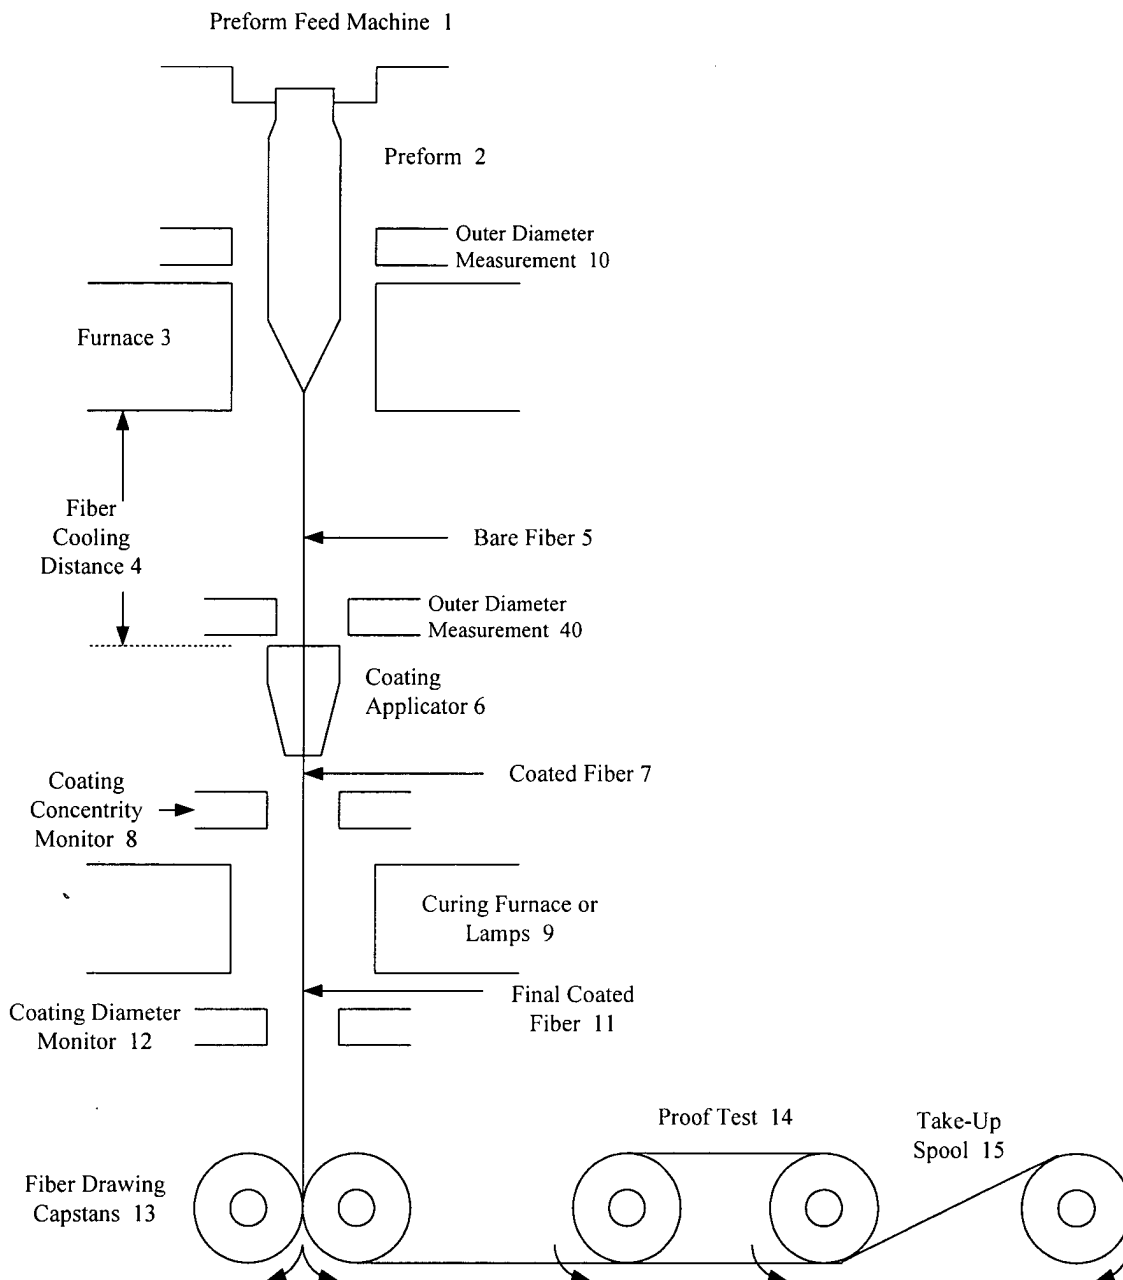 Preform Feed Machine 1
Preform 2
Outer Diameter
Measurement 10
Furnace 3
Fiber
Cooling
Distance 4
Bare Fiber 5
Outer Diameter
Measurement 40
Coating
Applicator 6
Coated Fiber 7
Coating
Concentrity
Monitor 8
Curing Furnace or
Lamps 9
Final Coated
Fiber 11
Coating Diameter
Monitor 12
Proof Test 14
Take-Up
Spool 15
Fiber Drawing
Capstans 13